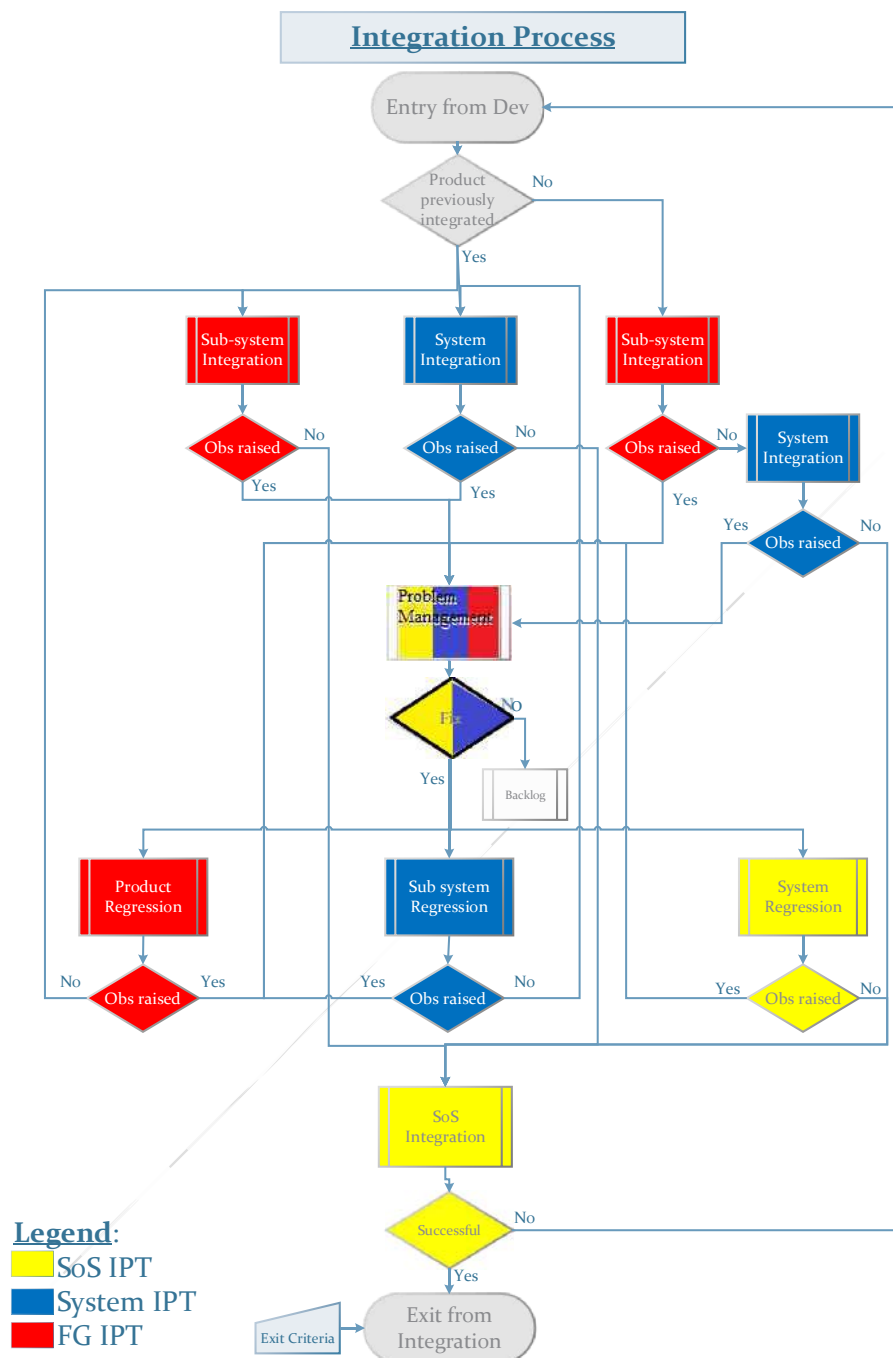 Integration Process
Entry from Dev
Product
previously
integrated
No
Yes
Sub-system
Integration
System
Integration
Sub-system
Integration
Obs raised
No
Obs raised
No
Obs raised
No
System
Integration
Yes
Yes
Yes
Yes
Obs raised
No
Problem
Management
Fix
No
Yes
Backlog
Product
Regression
Sub system
Regression
System
Regression
No
Obs raised
Yes
Yes
Obs raised
No
Yes
Obs raised
No
SoS
Integration
Successful
No
Yes
Legend:
SoS IPT
System IPT
FG IPT
Exit Criteria
Exit from
Integration